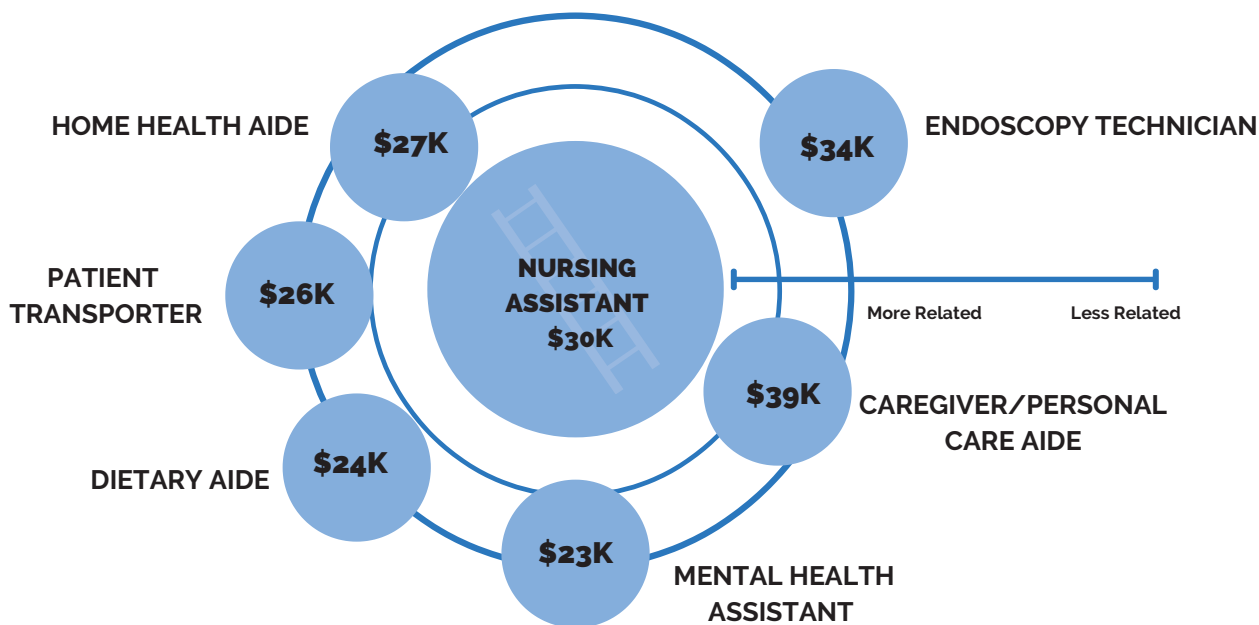 HOME HEALTH AIDE
$27K
$34K
ENDOSCOPY TECHNICIAN
PATIENT
TRANSPORTER
$26K
NURSING
ASSISTANT
$30K
More Related
Less Related
$39K
CAREGIVER/PERSONAL
CARE AIDE
DIETARY AIDE
$24K
$23K
MENTAL HEALTH
ASSISTANT